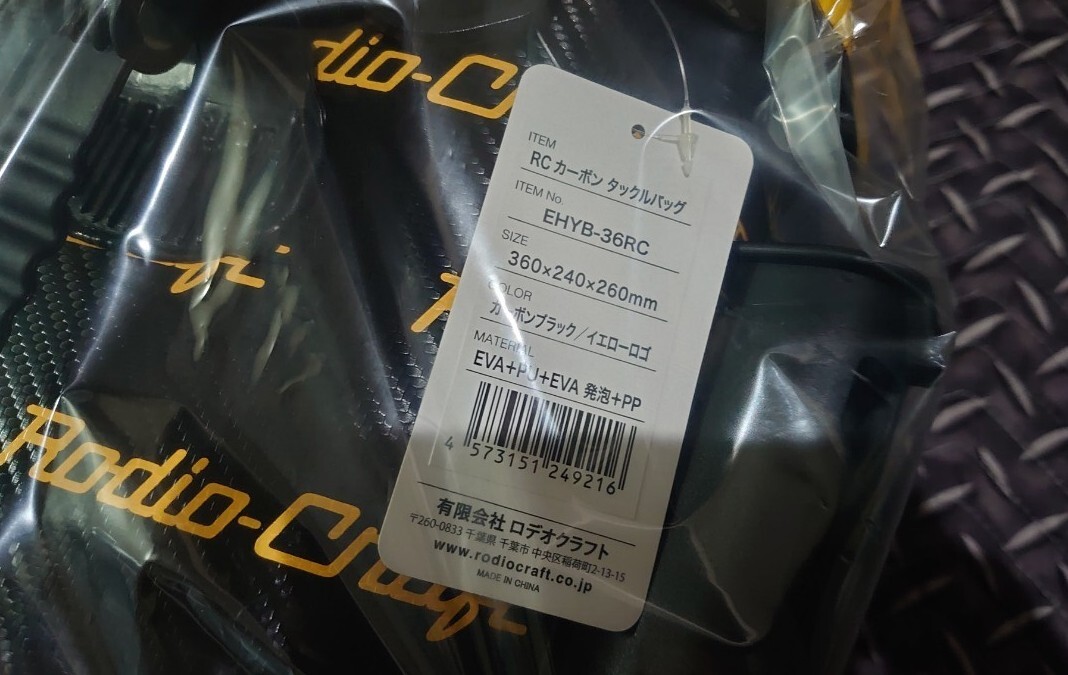 dio-C
ITEM
RC カーボン タックルバッグ
ITEM No.
EHYB-36RC
SIZE
360×240×260mm
COLOR
カーボンブラック/イエローロゴ
MATERIAL
EVA+PU+EVA 発泡+PP
4 573151 249216
有限会社 ロデオクラフト
〒260-0833 千葉県 千葉市 中央区稲荷町2-13-15
www.rodiocraft.co.jp
MADE IN CHINA
Rodio-Craft